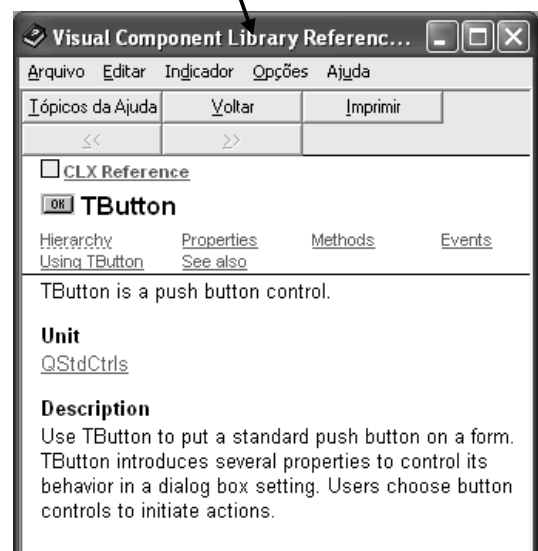 Visual Component Library Referenc...
Arquivo Editar Indicador Opções Ajuda
Tópicos da Ajuda Voltar Imprimir
<< >>
CLX Reference
OK TButton
Hierarchy Properties Methods Events
Using TButton See also
TButton is a push button control.
Unit
QStdCtrls
Description
Use TButton to put a standard push button on a form.
TButton introduces several properties to control its
behavior in a dialog box setting. Users choose button
controls to initiate actions.